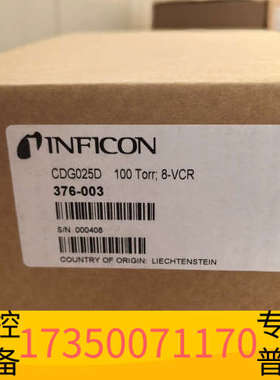 INFICON
CDG025D 100 Torr; 8-VCR
376-003
S/N 000408
COUNTRY OF ORIGIN: LIECHTENSTEIN
控 专
备 17350071170 普